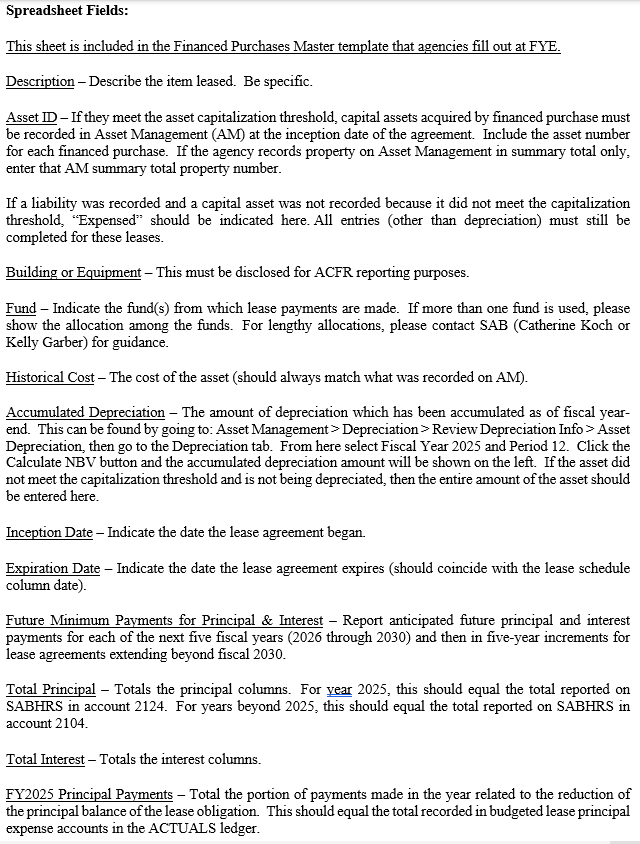 Spreadsheet Fields:
This sheet is included in the Financed Purchases Master template that agencies fill out at FYE.
Description – Describe the item leased.  Be specific.
Asset ID – If they meet the asset capitalization threshold, capital assets acquired by financed purchase must
be recorded in Asset Management (AM) at the inception date of the agreement.  Include the asset number
for each financed purchase.  If the agency records property on Asset Management in summary total only,
enter that AM summary total property number.
If a liability was recorded and a capital asset was not recorded because it did not meet the capitalization
threshold, “Expensed” should be indicated here. All entries (other than depreciation) must still be
completed for these leases.
Building or Equipment – This must be disclosed for ACFR reporting purposes.
Fund – Indicate the fund(s) from which lease payments are made.  If more than one fund is used, please
show the allocation among the funds.  For lengthy allocations, please contact SAB (Catherine Koch or
Kelly Garber) for guidance.
Historical Cost – The cost of the asset (should always match what was recorded on AM).
Accumulated Depreciation – The amount of depreciation which has been accumulated as of fiscal year-
end.  This can be found by going to: Asset Management > Depreciation > Review Depreciation Info > Asset
Depreciation, then go to the Depreciation tab.  From here select Fiscal Year 2025 and Period 12.  Click the
Calculate NBV button and the accumulated depreciation amount will be shown on the left.  If the asset did
not meet the capitalization threshold and is not being depreciated, then the entire amount of the asset should
be entered here.
Inception Date – Indicate the date the lease agreement began.
Expiration Date – Indicate the date the lease agreement expires (should coincide with the lease schedule
column date).
Future Minimum Payments for Principal & Interest – Report anticipated future principal and interest
payments for each of the next five fiscal years (2026 through 2030) and then in five-year increments for
lease agreements extending beyond fiscal 2030.
Total Principal – Totals the principal columns.  For year 2025, this should equal the total reported on
SABHRS in account 2124.  For years beyond 2025, this should equal the total reported on SABHRS in
account 2104.
Total Interest – Totals the interest columns.
FY2025 Principal Payments – Total the portion of payments made in the year related to the reduction of
the principal balance of the lease obligation.  This should equal the total recorded in budgeted lease principal
expense accounts in the ACTUALS ledger.